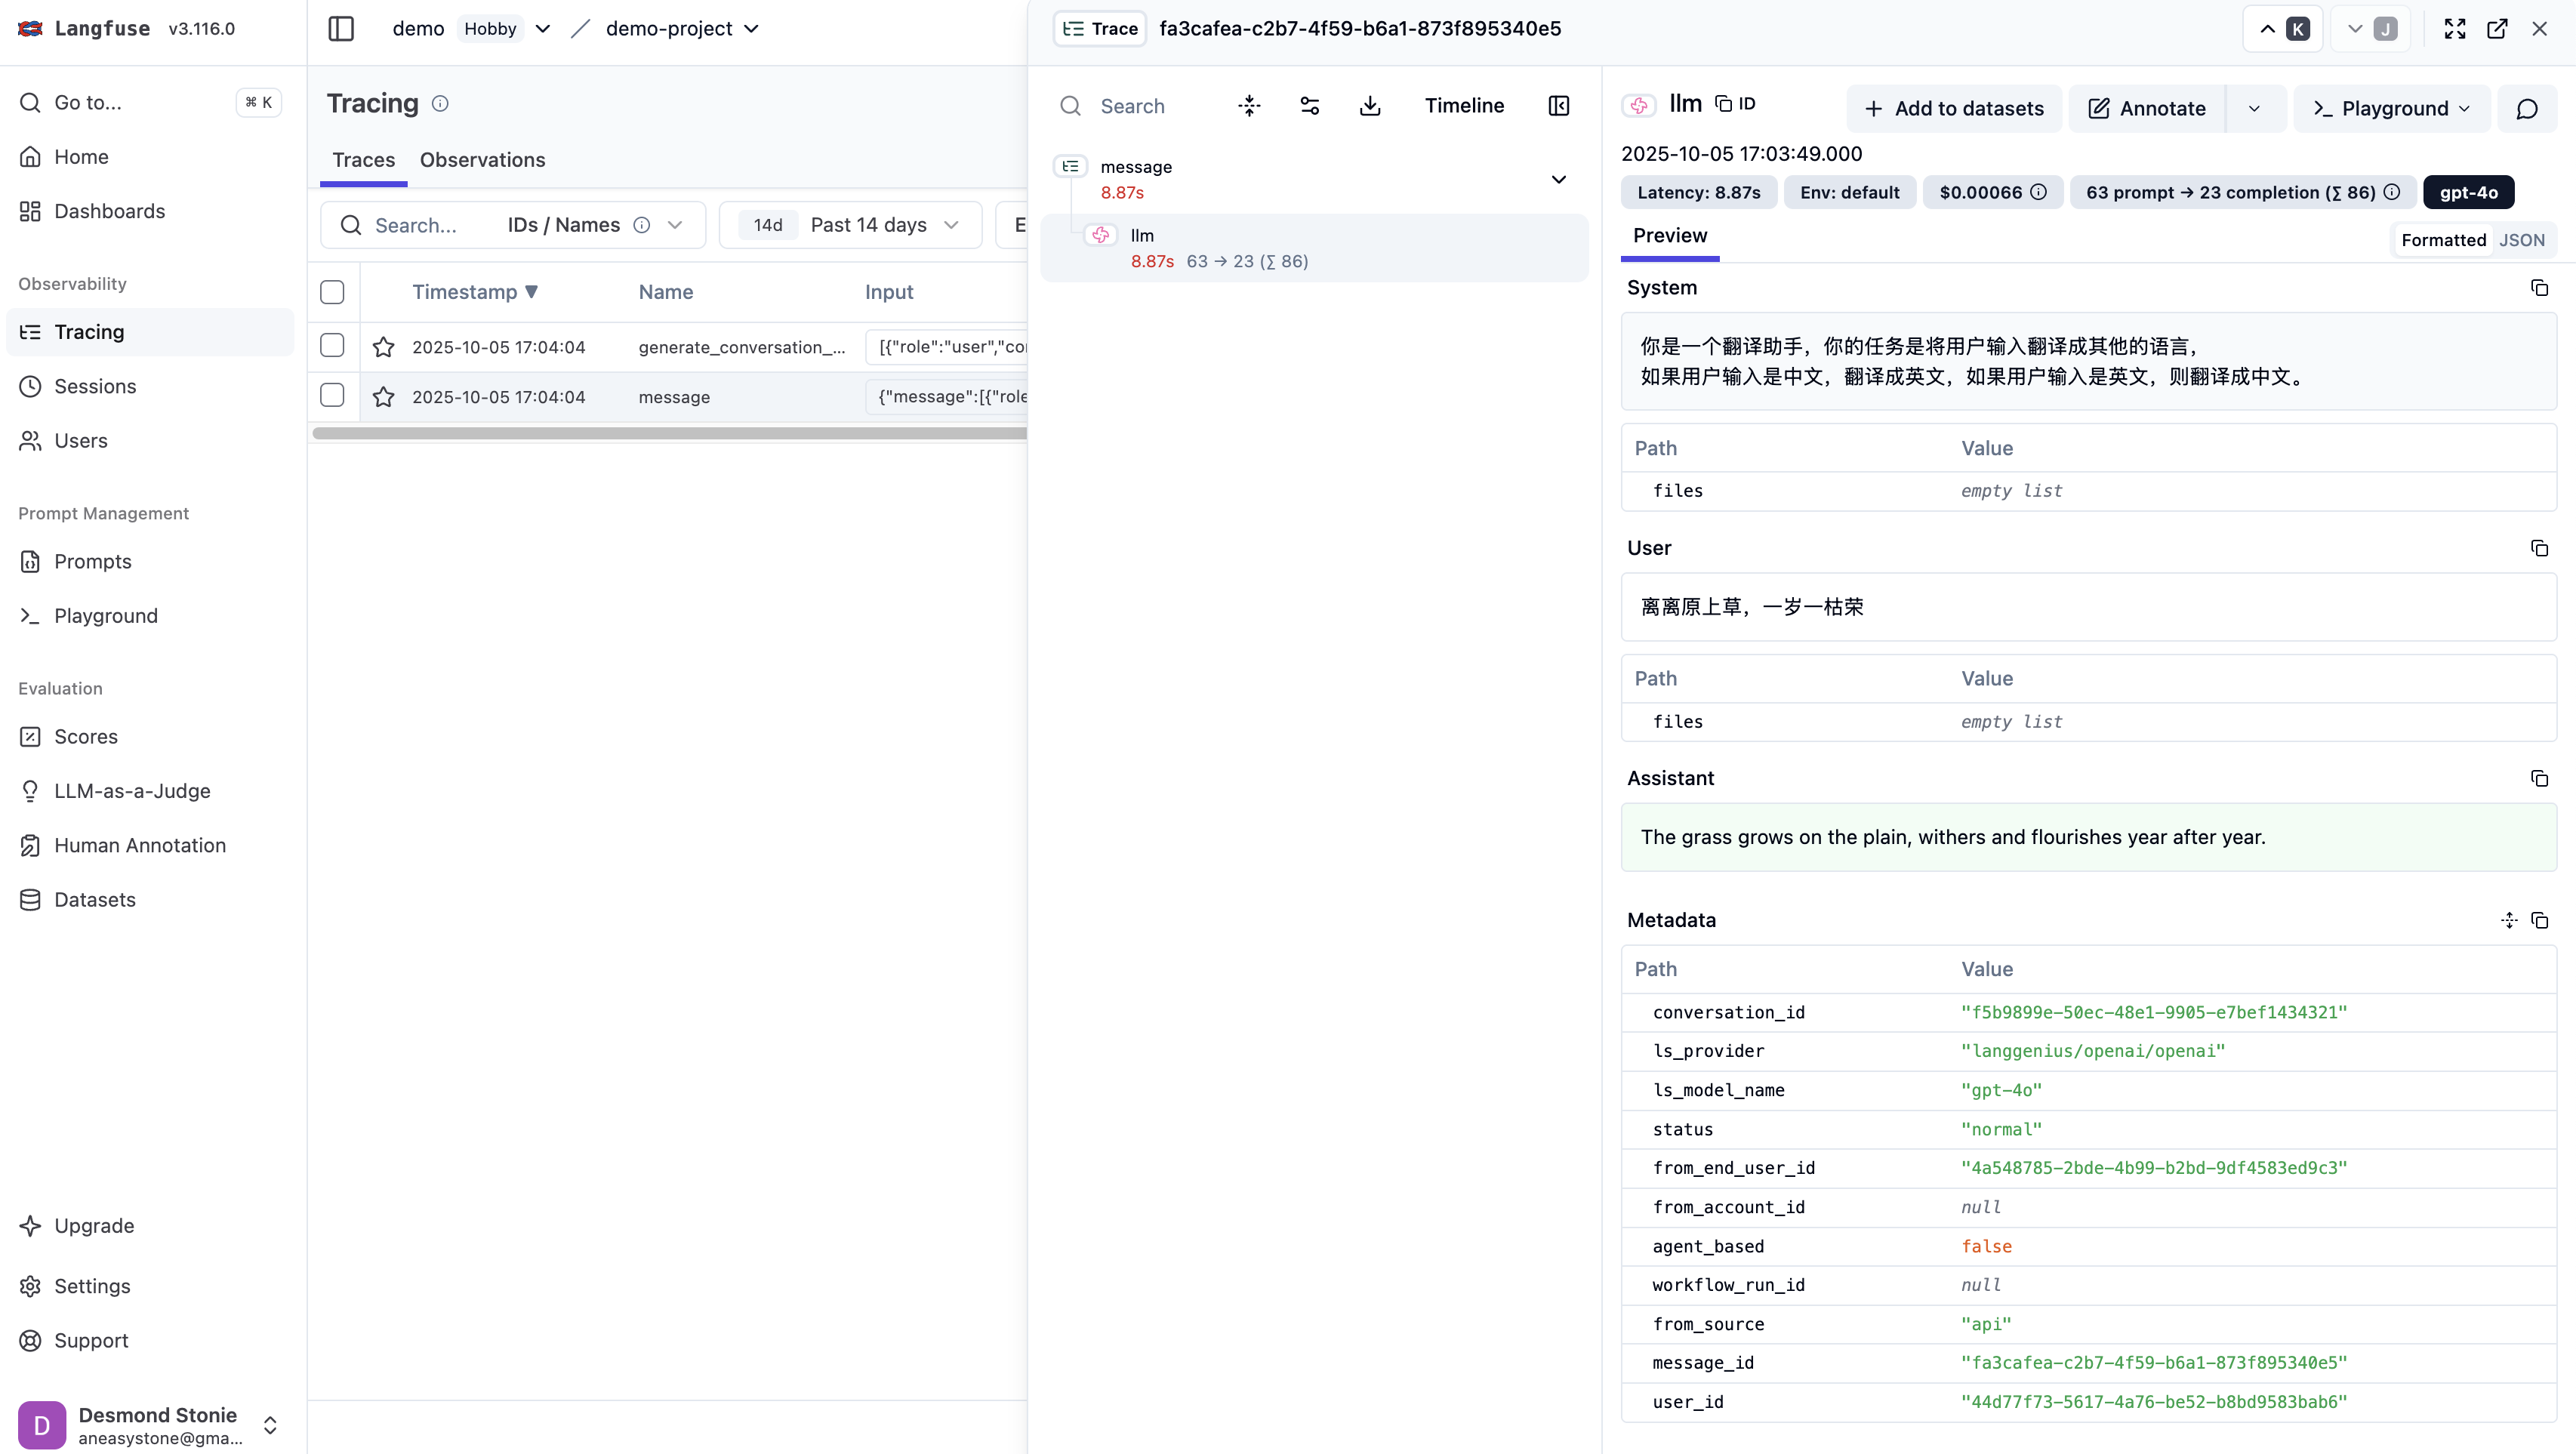 Langfuse v3.116.0
Go to... ⌘ K
Home
Dashboards
Observability
Tracing
Sessions
Users
Prompt Management
Prompts
Playground
Evaluation
Scores
LLM-as-a-Judge
Human Annotation
Datasets
Upgrade
Settings
Support
D
Desmond Stonie
aneasystone@gma...
demo Hobby / demo-project
Tracing
Traces Observations
Search... IDs / Names 14d Past 14 days E
Timestamp ▼ Name Input
2025-10-05 17:04:04 generate_conversation_... [{"role":"user","co
2025-10-05 17:04:04 message {"message":[{"role
Trace fa3cafea-c2b7-4f59-b6a1-873f895340e5 K J
Search Timeline
message
8.87s
llm
8.87s 63 → 23 (∑ 86)
llm ID + Add to datasets Annotate Playground
2025-10-05 17:03:49.000
Latency: 8.87s Env: default $0.00066 63 prompt → 23 completion (∑ 86) gpt-4o
Preview Formatted JSON
System
你是一个翻译助手，你的任务是将用户输入翻译成其他的语言，
如果用户输入是中文，翻译成英文，如果用户输入是英文，则翻译成中文。
Path Value
files empty list
User
离离原上草，一岁一枯荣
Path Value
files empty list
Assistant
The grass grows on the plain, withers and flourishes year after year.
Metadata
Path Value
conversation_id "f5b9899e-50ec-48e1-9905-e7bef1434321"
ls_provider "langgenius/openai/openai"
ls_model_name "gpt-4o"
status "normal"
from_end_user_id "4a548785-2bde-4b99-b2bd-9df4583ed9c3"
from_account_id null
agent_based false
workflow_run_id null
from_source "api"
message_id "fa3cafea-c2b7-4f59-b6a1-873f895340e5"
user_id "44d77f73-5617-4a76-be52-b8bd9583bab6"